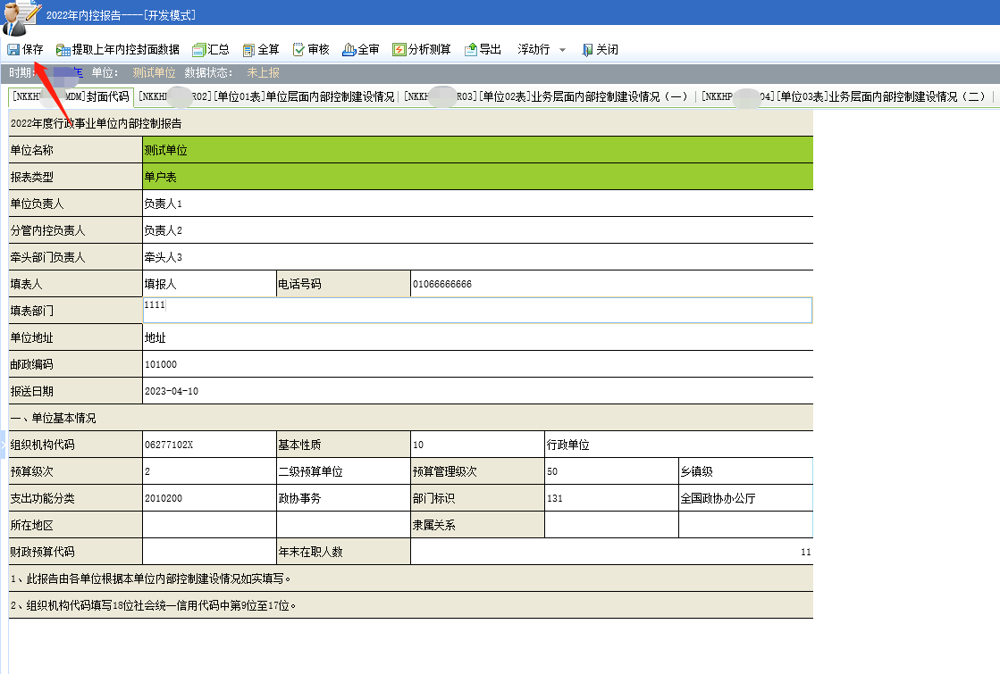 2022年内控报告----[开发模式]
保存 提取上年内控封面数据 汇总 全算 审核 全审 分析测算 导出 浮动行 关闭
时期: 年 单位: 测试单位 数据状态: 未上报
[NKKH MDM]封面代码 [NKKH R02][单位01表]单位层面内部控制建设情况 [NKKH R03][单位02表]业务层面内部控制建设情况（一） [NKKHP 04][单位03表]业务层面内部控制建设情况（二）
2022年度行政事业单位内部控制报告
单位名称 测试单位
报表类型 单户表
单位负责人 负责人1
分管内控负责人 负责人2
牵头部门负责人 牵头人3
填表人 填报人 电话号码 01066666666
填表部门 1111
单位地址 地址
邮政编码 101000
报送日期 2023-04-10
一、单位基本情况
组织机构代码 06277102X 基本性质 10 行政单位
预算级次 2 二级预算单位 预算管理级次 50 乡镇级
支出功能分类 2010200 政协事务 部门标识 131 全国政协办公厅
所在地区 隶属关系
财政预算代码 年末在职人数 11
1、此报告由各单位根据本单位内部控制建设情况如实填写。
2、组织机构代码填写18位社会统一信用代码中第9位至17位。